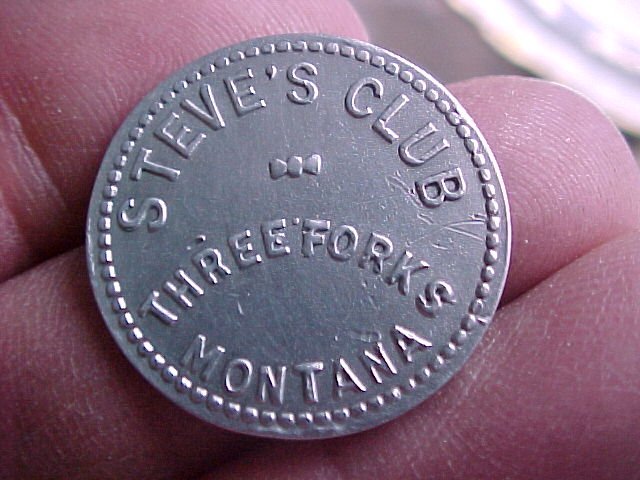 STEVE'S CLUB
THREE FORKS
MONTANA